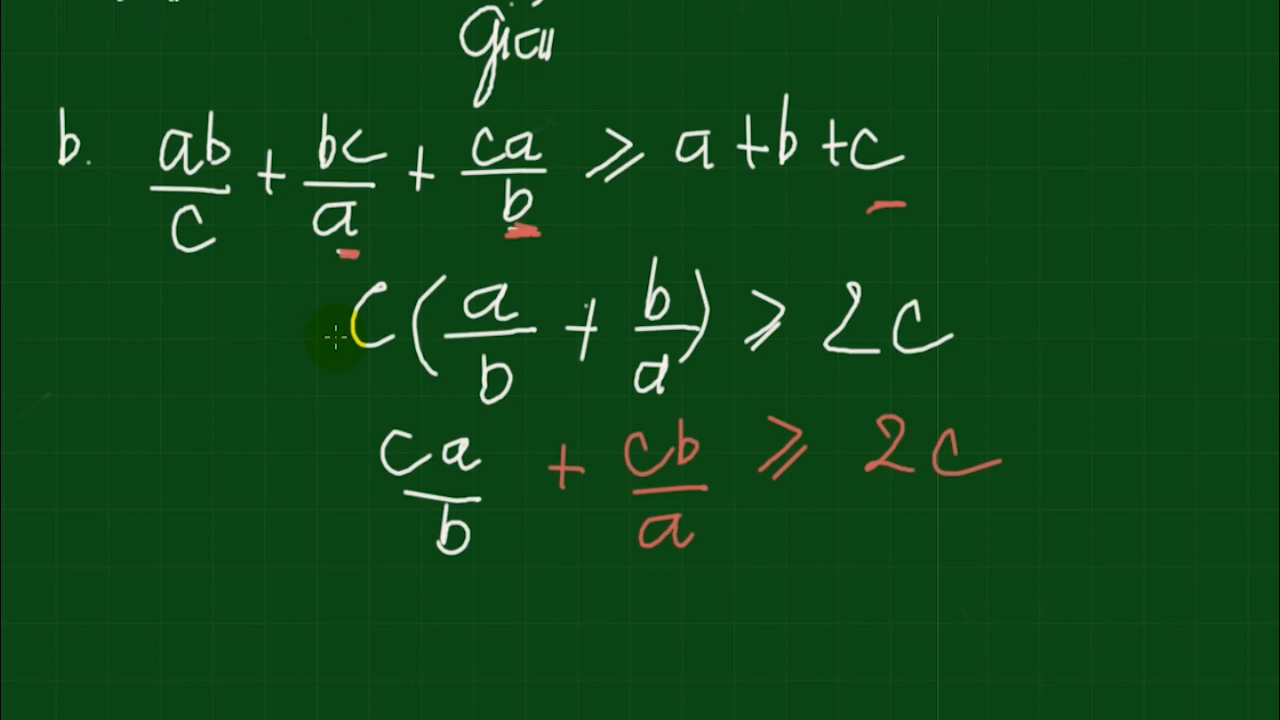 Giải
b. ab/c + bc/a + ca/b ⩾ a + b + c
c(a/b + b/a) ⩾ 2c
ca/b + cb/a ⩾ 2c